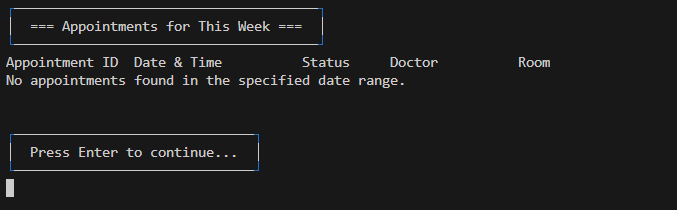 === Appointments for This Week ===
Appointment ID  Date & Time          Status     Doctor          Room
No appointments found in the specified date range.
Press Enter to continue...